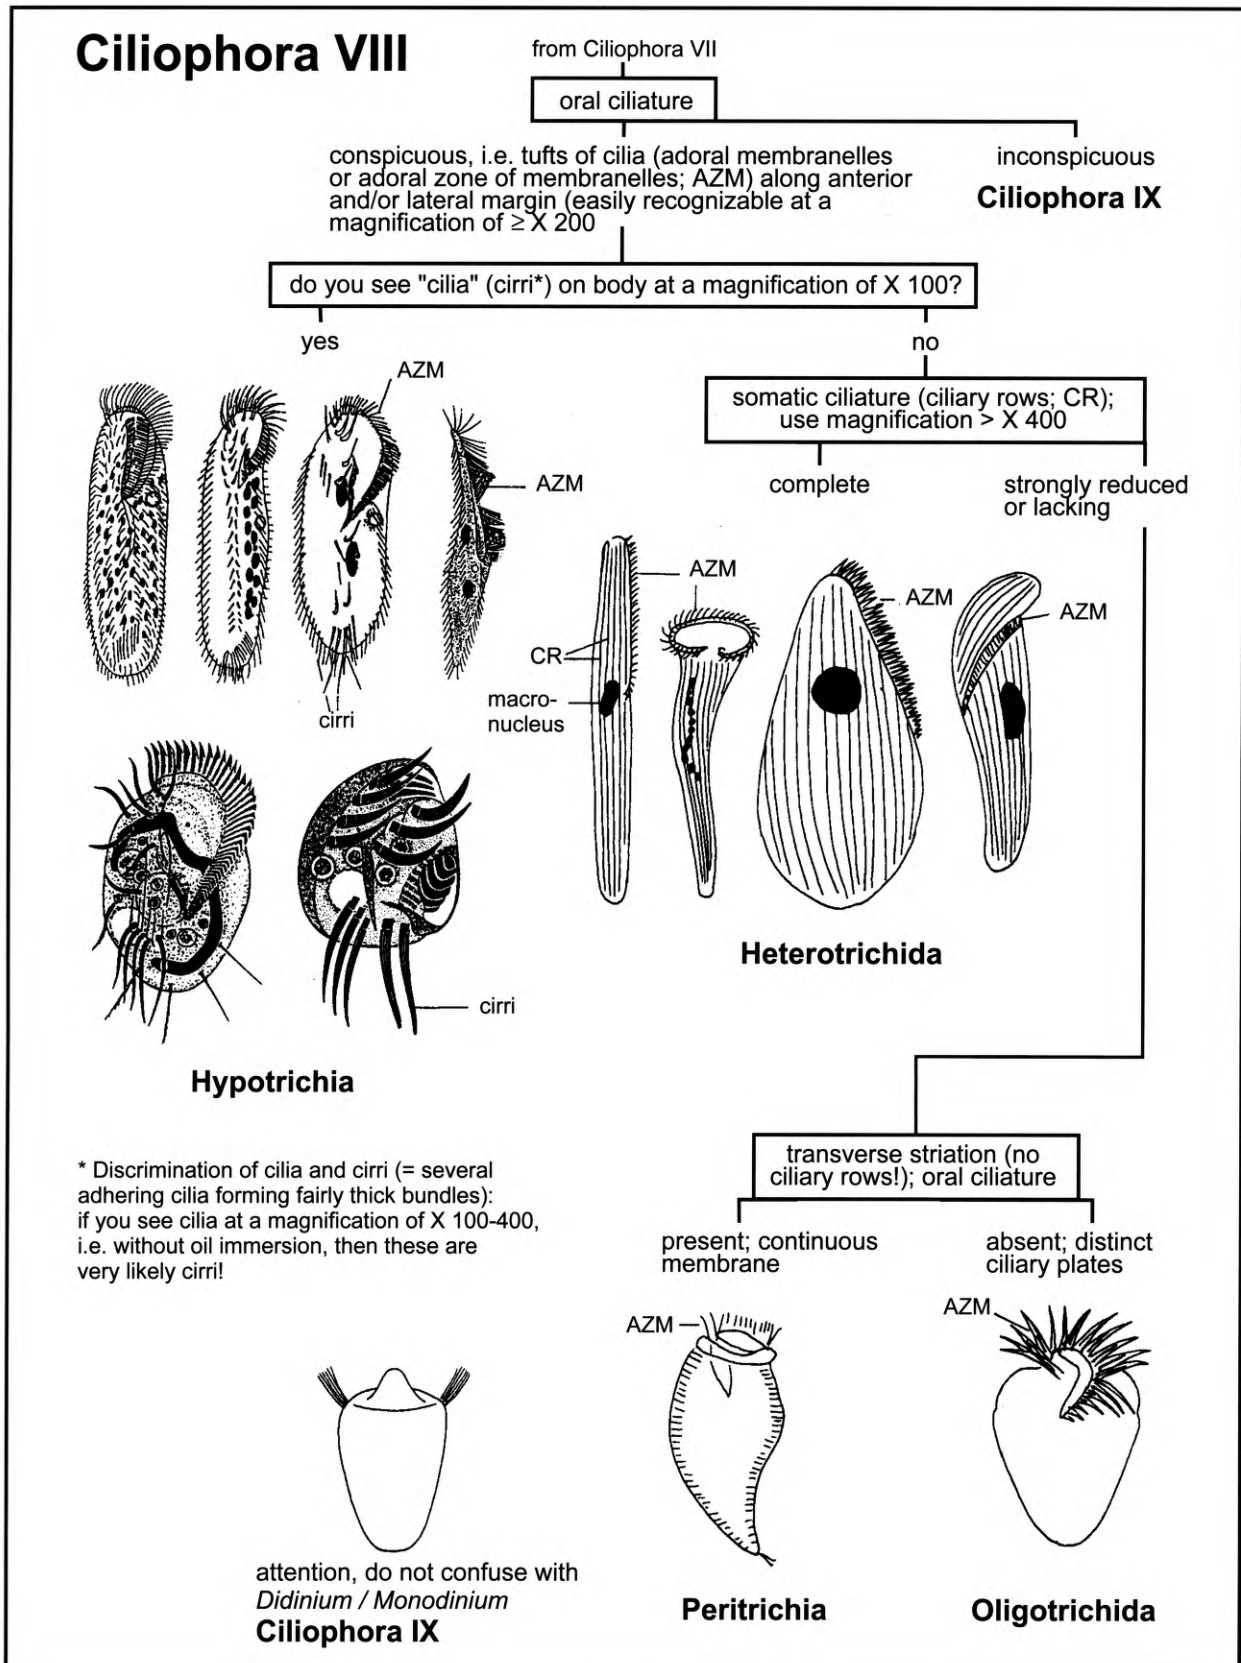 Ciliophora VIII
from Ciliophora VII
oral ciliature
conspicuous, i.e. tufts of cilia (adoral membranelles
or adoral zone of membranelles; AZM) along anterior
and/or lateral margin (easily recognizable at a
magnification of ≥ X 200
inconspicuous
Ciliophora IX
do you see "cilia" (cirri*) on body at a magnification of X 100?
yes
no
AZM
AZM
cirri
cirri
Hypotrichia
somatic ciliature (ciliary rows; CR);
use magnification > X 400
complete
strongly reduced
or lacking
AZM
AZM
AZM
CR
macro-
nucleus
Heterotrichida
transverse striation (no
ciliary rows!); oral ciliature
present; continuous
membrane
absent; distinct
ciliary plates
AZM
AZM
Peritrichia
Oligotrichida
* Discrimination of cilia and cirri (= several
adhering cilia forming fairly thick bundles):
if you see cilia at a magnification of X 100-400,
i.e. without oil immersion, then these are
very likely cirri!
attention, do not confuse with
Didinium / Monodinium
Ciliophora IX